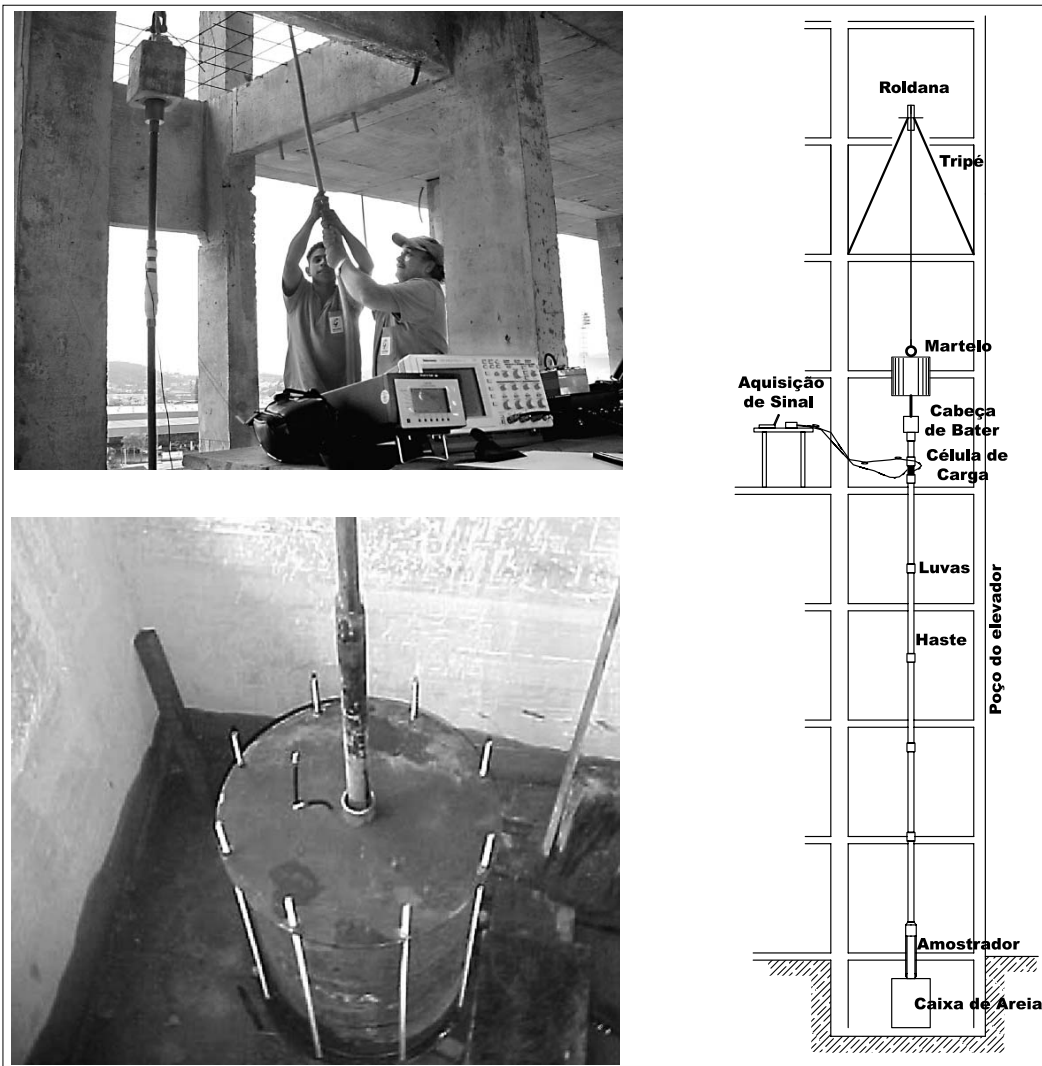 Roldana
Tripé
Martelo
Aquisição
de Sinal
Cabeça
de Bater
Célula de
Carga
Luvas
Haste
Poço do elevador
Amostrador
Caixa de Areia